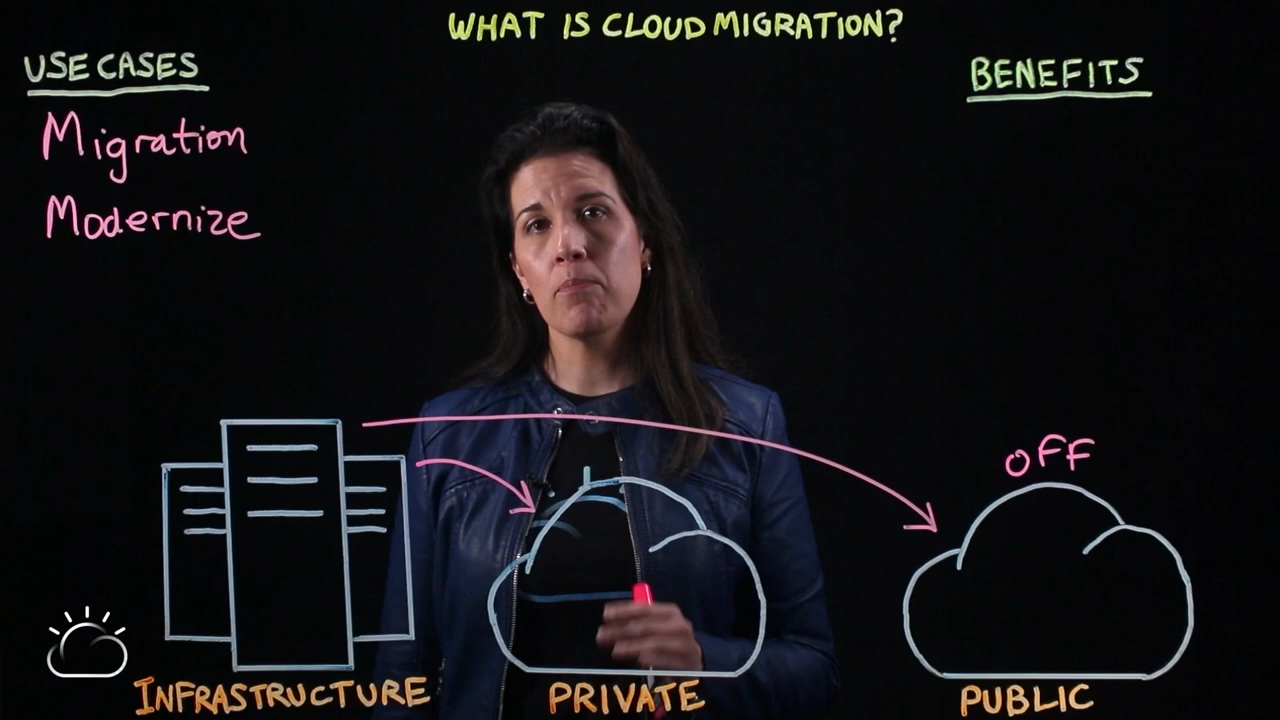 WHAT IS CLOUD MIGRATION?
USE CASES
BENEFITS
Migration
Modernize
OFF
INFRASTRUCTURE
PRIVATE
PUBLIC